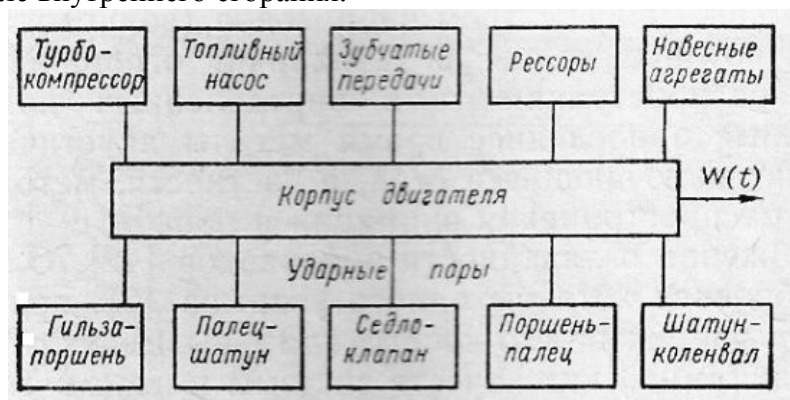 Турбо-
компрессор
Топливный
насос
Зубчатые
передачи
Рессоры
Навесные
агрегаты
Корпус двигателя
W(t)
Ударные пары
Гильза-
поршень
Палец-
шатун
Седло-
клапан
Поршень-
палец
Шатун-
коленвал